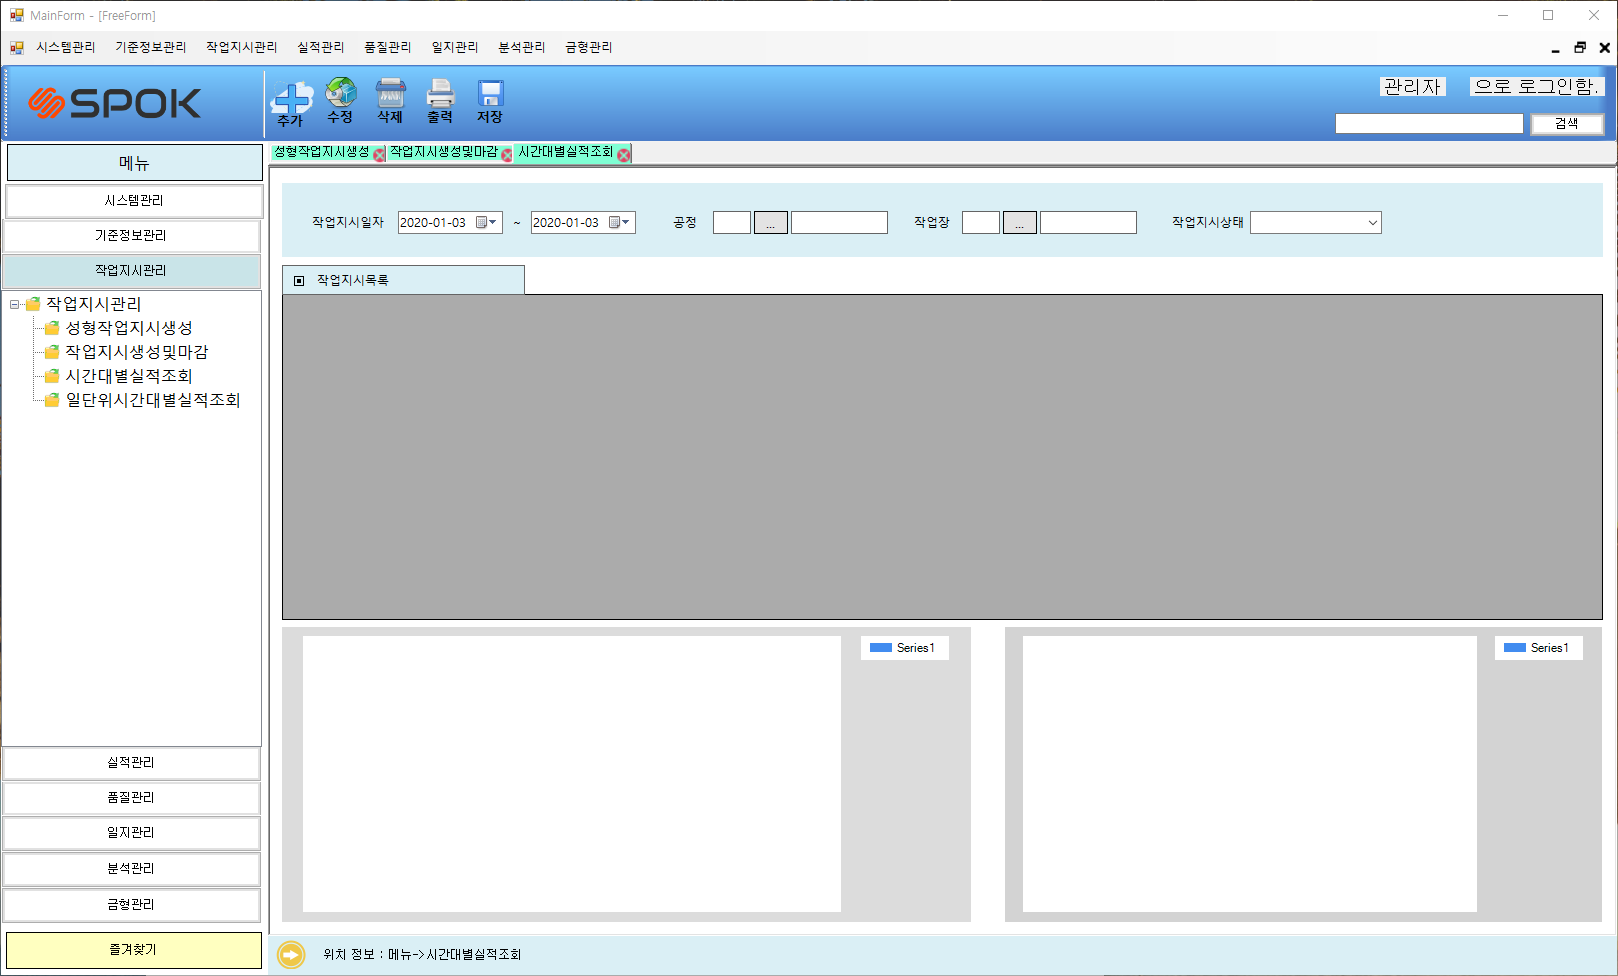 MainForm - [FreeForm]
시스템관리 기준정보관리 작업지시관리 실적관리 품질관리 일지관리 분석관리 금형관리
SPOK
추가 수정 삭제 출력 저장
관리자 으로 로그인함.
검색
메뉴
성형작업지시생성 작업지시생성및마감 시간대별실적조회
시스템관리
기준정보관리
작업지시관리
작업지시관리
성형작업지시생성
작업지시생성및마감
시간대별실적조회
일단위시간대별실적조회
실적관리
품질관리
일지관리
분석관리
금형관리
즐겨찾기
작업지시일자 2020-01-03 ~ 2020-01-03 공정 ... 작업장 ... 작업지시상태
작업지시목록
Series1
Series1
위치 정보 : 메뉴->시간대별실적조회